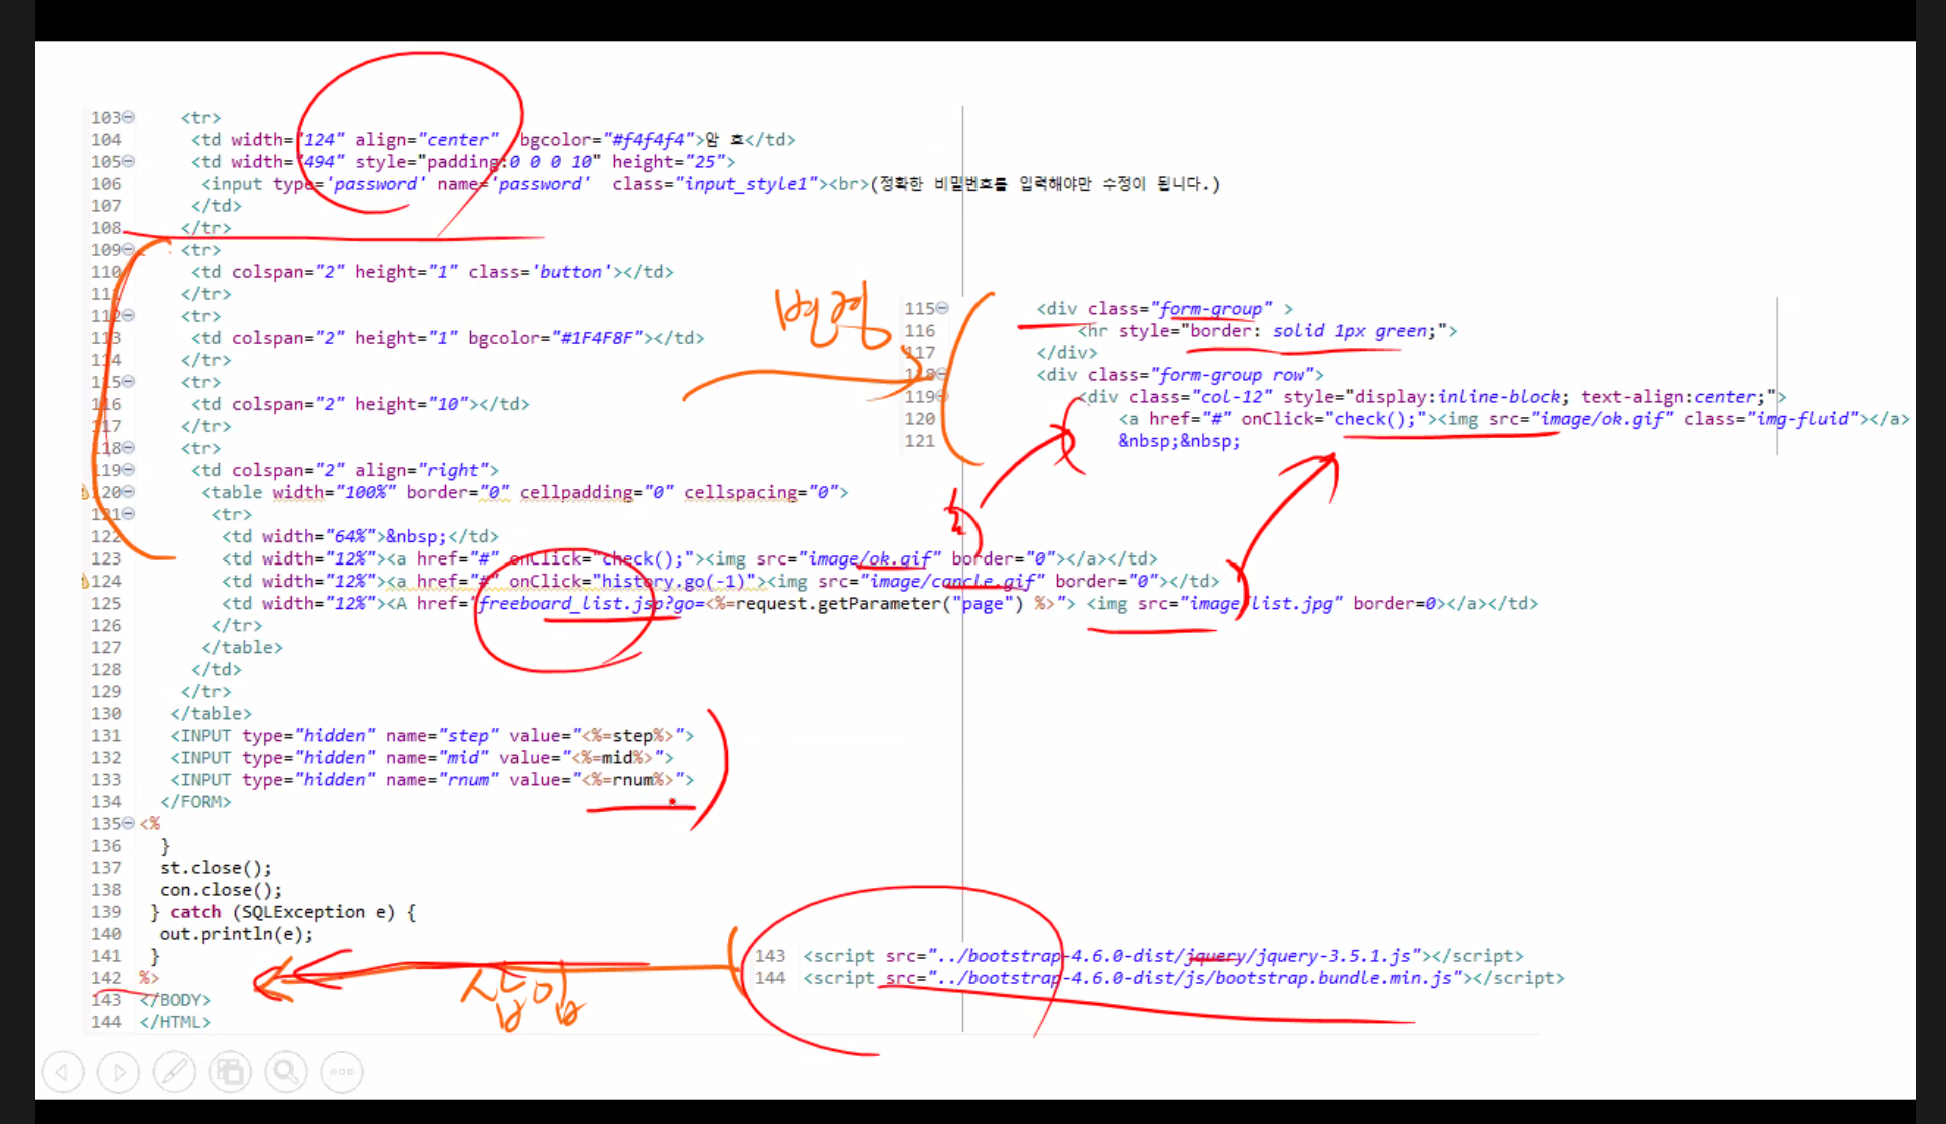 103 <tr>
104 <td width="124" align="center" bgcolor="#f4f4f4">암 호</td>
105 <td width="494" style="padding:0 0 0 10" height="25">
106 <input type='password' name='password' class="input_style1"><br>(정확한 비밀번호를 입력해야만 수정이 됩니다.)
107 </td>
108 </tr>
109 <tr>
110 <td colspan="2" height="1" class='button'></td>
111 </tr>
112 <tr>
113 <td colspan="2" height="1" bgcolor="#1F4F8F"></td>
114 </tr>
115 <tr>
116 <td colspan="2" height="10"></td>
117 </tr>
118 <tr>
119 <td colspan="2" align="right">
120 <table width="100%" border="0" cellpadding="0" cellspacing="0">
121 <tr>
122 <td width="64%">&nbsp;</td>
123 <td width="12%"><a href="#" onClick="check();"><img src="image/ok.gif" border="0"></a></td>
124 <td width="12%"><a href="#" onClick="history.go(-1)"><img src="image/cancle.gif" border="0"></td>
125 <td width="12%"><A href="freeboard_list.jsp?go=<%=request.getParameter("page") %>"> <img src="image/list.jpg" border=0></a></td>
126 </tr>
127 </table>
128 </td>
129 </tr>
130 </table>
131 <INPUT type="hidden" name="step" value="<%=step%>">
132 <INPUT type="hidden" name="mid" value="<%=mid%>">
133 <INPUT type="hidden" name="rnum" value="<%=rnum%>">
134 </FORM>
135 <%
136 }
137 st.close();
138 con.close();
139 } catch (SQLException e) {
140 out.println(e);
141 }
142 %>
143 </BODY>
144 </HTML>
변경
115 <div class="form-group" >
116 <hr style="border: solid 1px green;">
117 </div>
118 <div class="form-group row">
119 <div class="col-12" style="display:inline-block; text-align:center;">
120 <a href="#" onClick="check();"><img src="image/ok.gif" class="img-fluid"></a>
121 &nbsp;&nbsp;
삽입
143 <script src="../bootstrap-4.6.0-dist/jquery/jquery-3.5.1.js"></script>
144 <script src="../bootstrap-4.6.0-dist/js/bootstrap.bundle.min.js"></script>